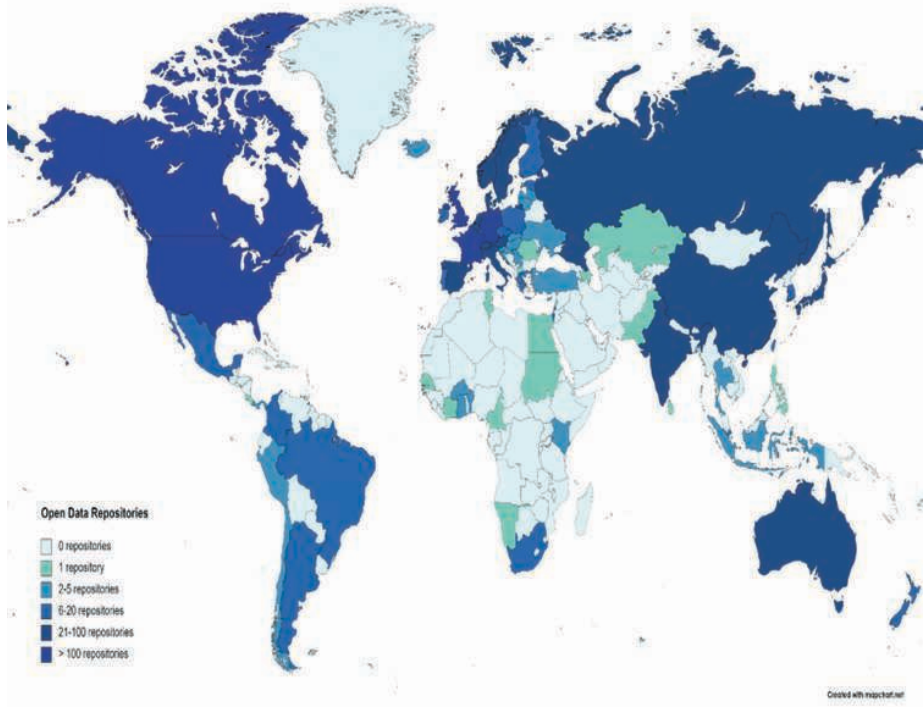 Open Data Repositories
0 repositories
1 repository
2-5 repositories
6-20 repositories
21-100 repositories
> 100 repositories
Created with mapchart.net